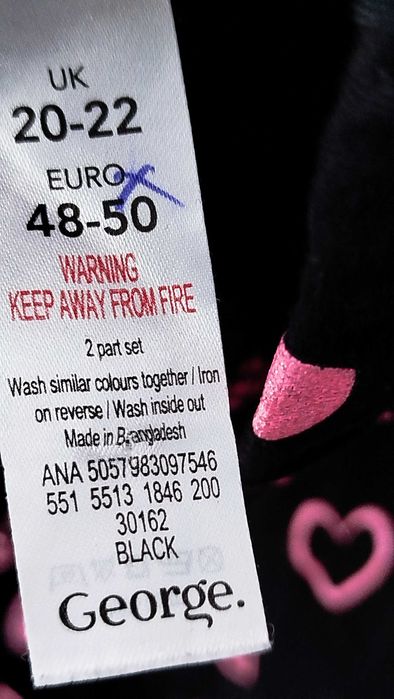 UK
20-22
EURO
48-50
WARNING
KEEP AWAY FROM FIRE
2 part set
Wash similar colours together / Iron
on reverse / Wash inside out
Made in Bangladesh
ANA 5057983097546
551 5513 1846 200
30162
BLACK
George.